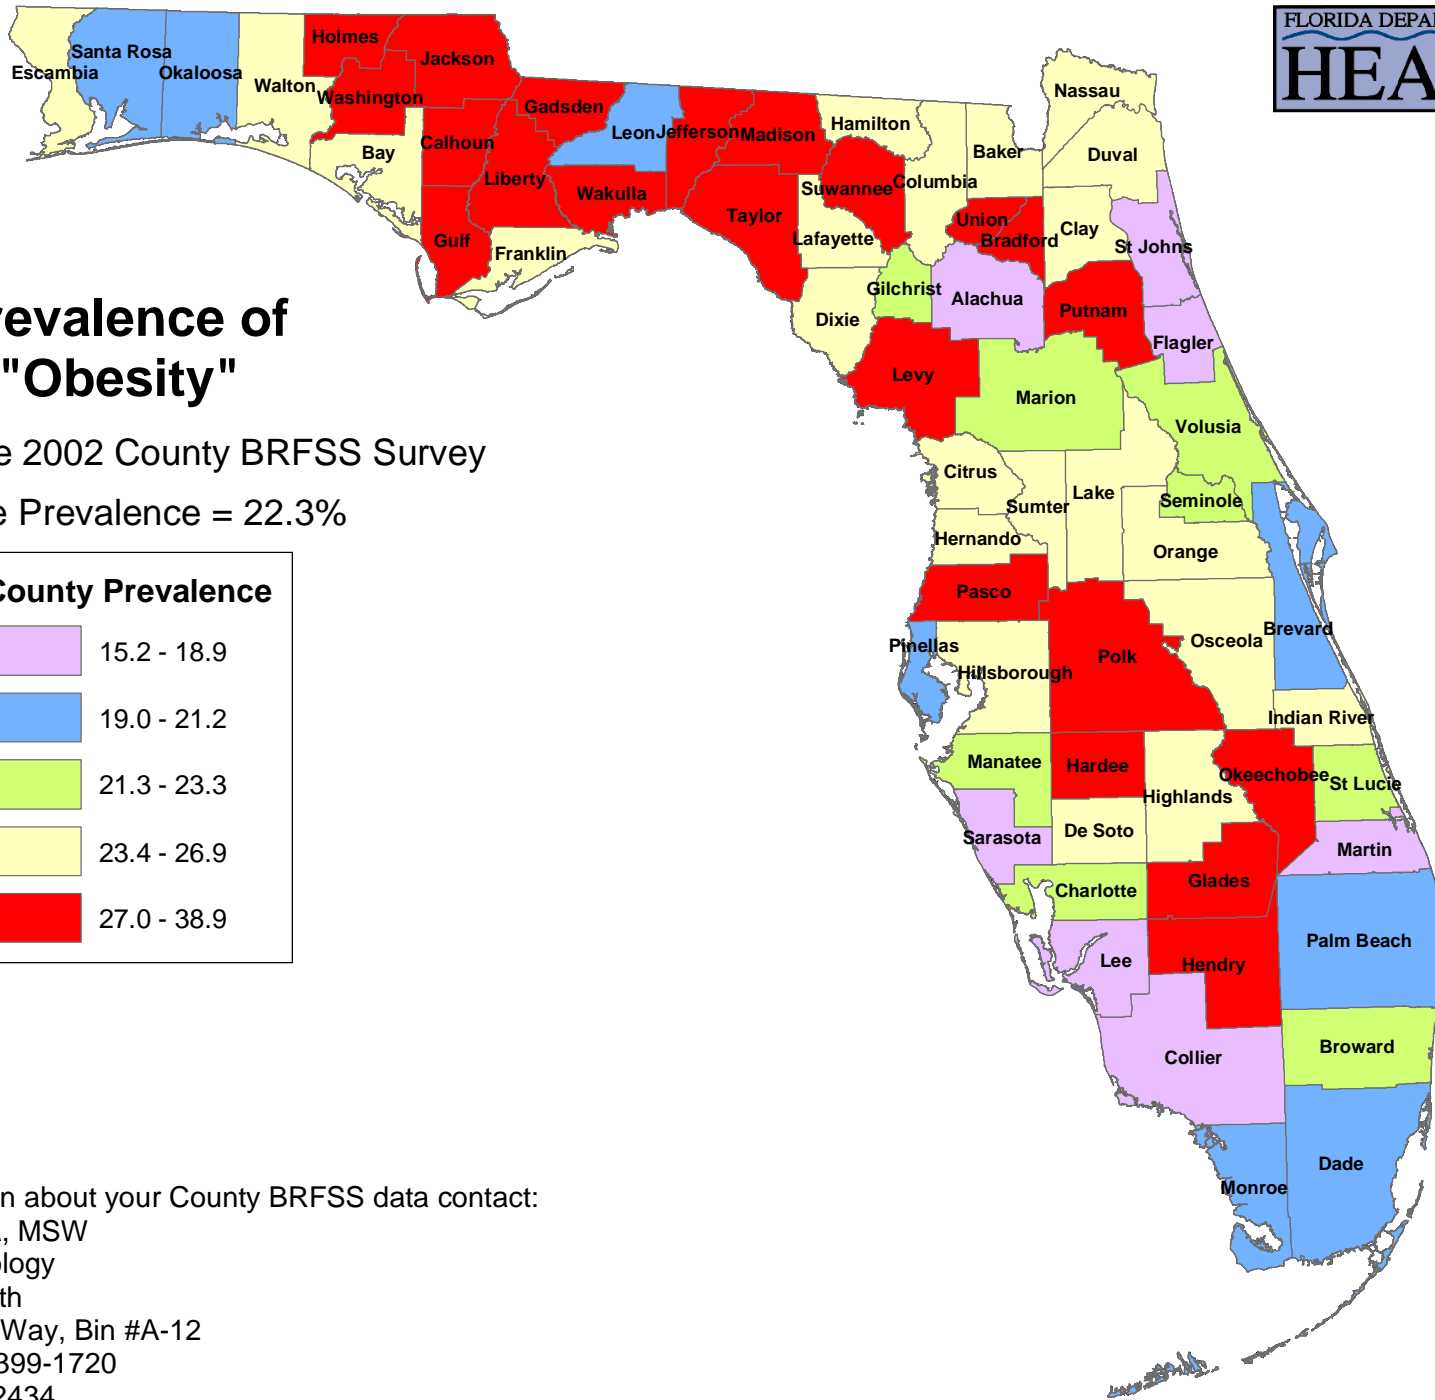 FLORIDA DEPA
HEA
Holmes
Jackson
Santa Rosa
Escambia
Okaloosa
Walton
Washington
Gadsden
Leon
Jefferson
Madison
Hamilton
Nassau
Bay
Calhoun
Liberty
Wakulla
Taylor
Suwannee
Columbia
Baker
Duval
Gulf
Franklin
Lafayette
Union
Bradford
Clay
St Johns
Dixie
Gilchrist
Alachua
Putnam
Flagler
Levy
Marion
Volusia
revalence of
"Obesity"
e 2002 County BRFSS Survey
e Prevalence = 22.3%
County Prevalence
15.2 - 18.9
19.0 - 21.2
21.3 - 23.3
23.4 - 26.9
27.0 - 38.9
Citrus
Sumter
Lake
Seminole
Hernando
Orange
Pasco
Pinellas
Hillsborough
Polk
Osceola
Brevard
Indian River
Manatee
Hardee
Highlands
Okeechobee
St Lucie
Sarasota
De Soto
Martin
Charlotte
Glades
Lee
Hendry
Palm Beach
Collier
Broward
Monroe
Dade
n about your County BRFSS data contact:
, MSW
ology
th
Way, Bin #A-12
399-1720
2434